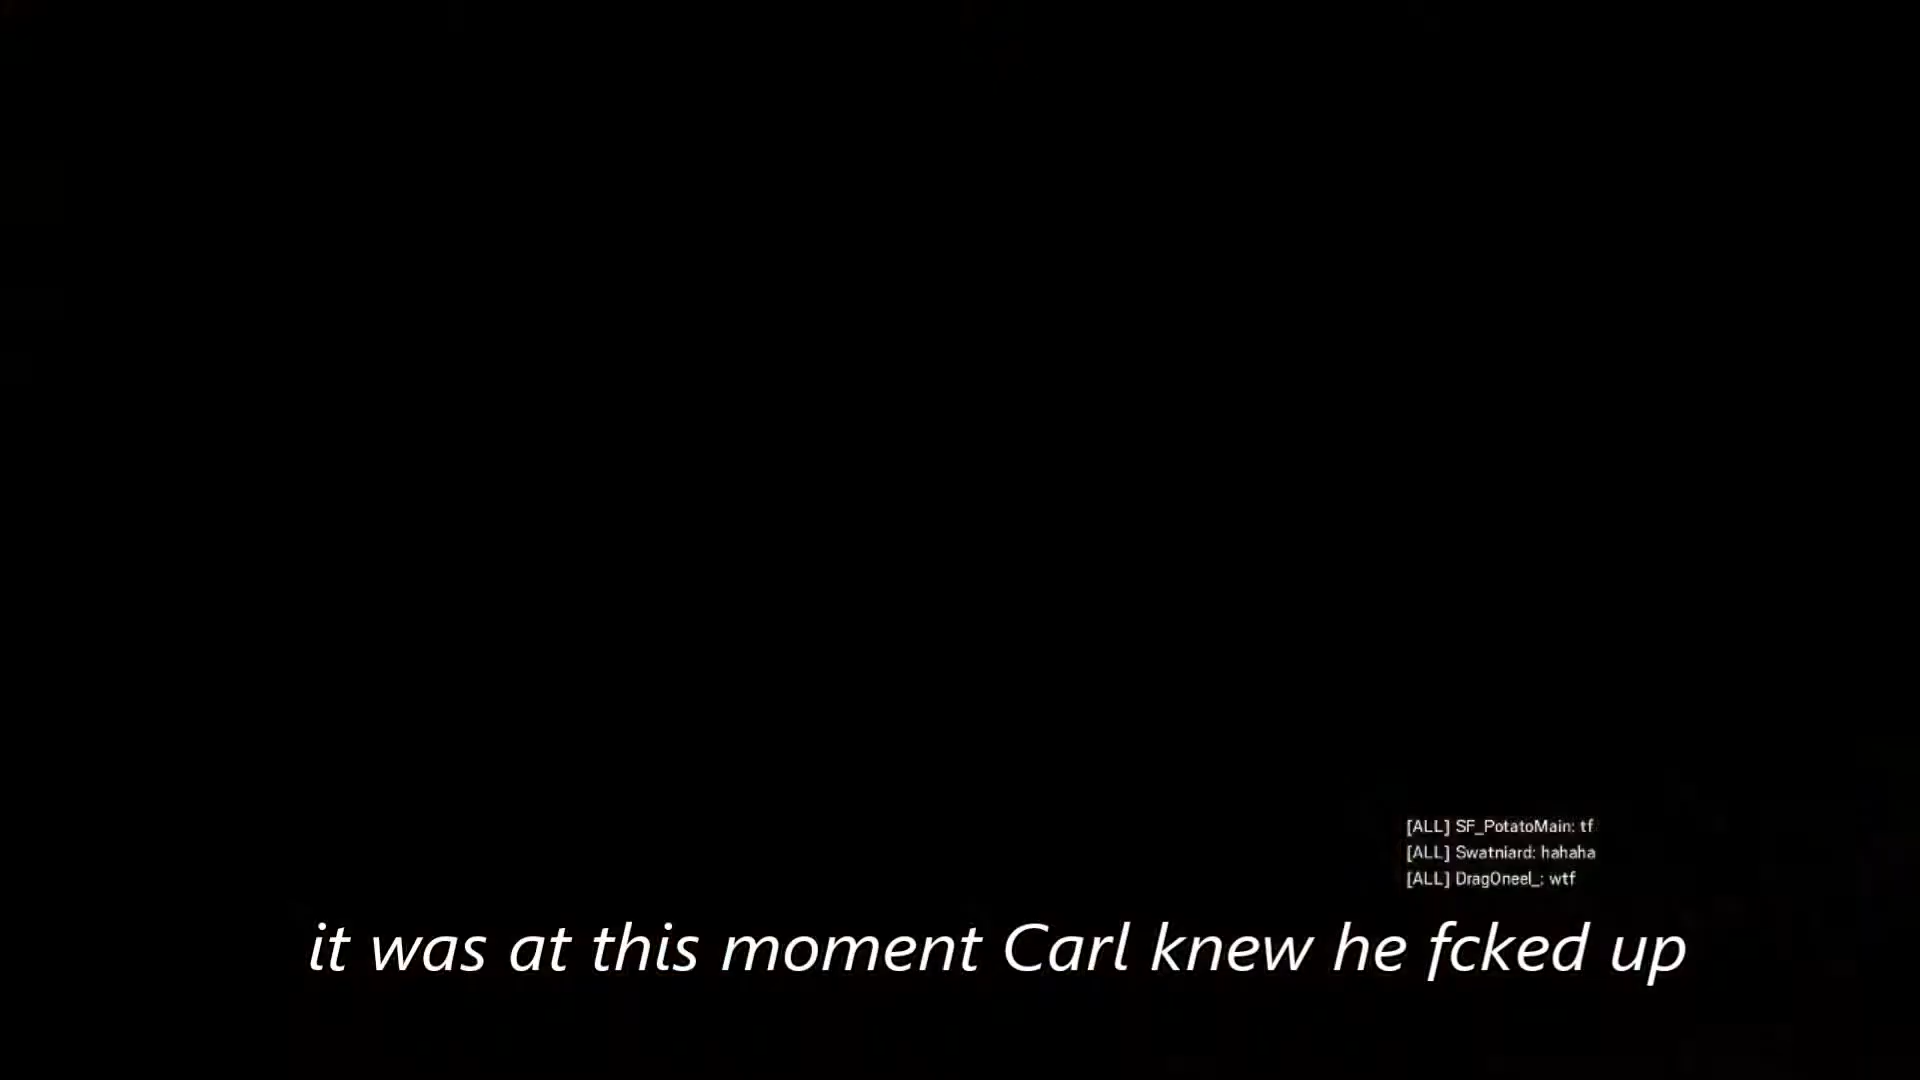 [ALL] SF_PotatoMain: tf
[ALL] Swatniard: hahaha
[ALL] DragOneel_: wtf
it was at this moment Carl knew he fcked up